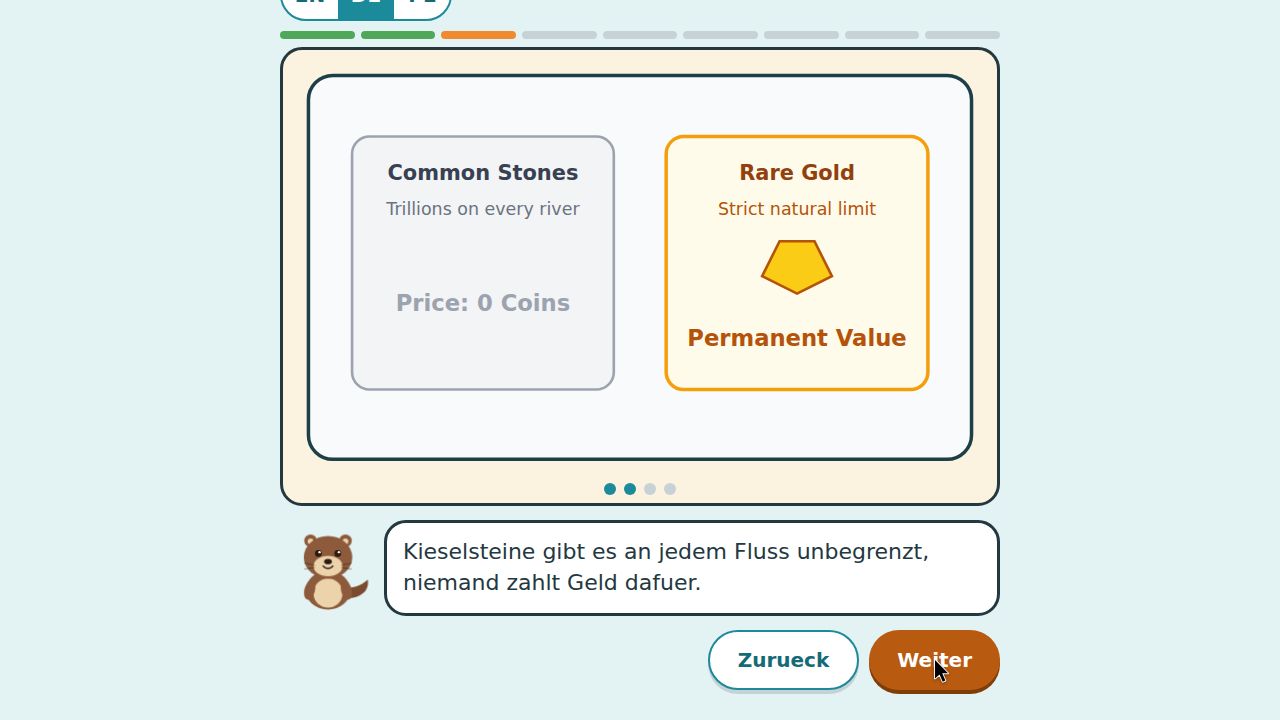 Common Stones
Trillions on every river
Price: 0 Coins
Rare Gold
Strict natural limit
Permanent Value
Kieselsteine gibt es an jedem Fluss unbegrenzt,
niemand zahlt Geld dafuer.
Zurueck
Weiter